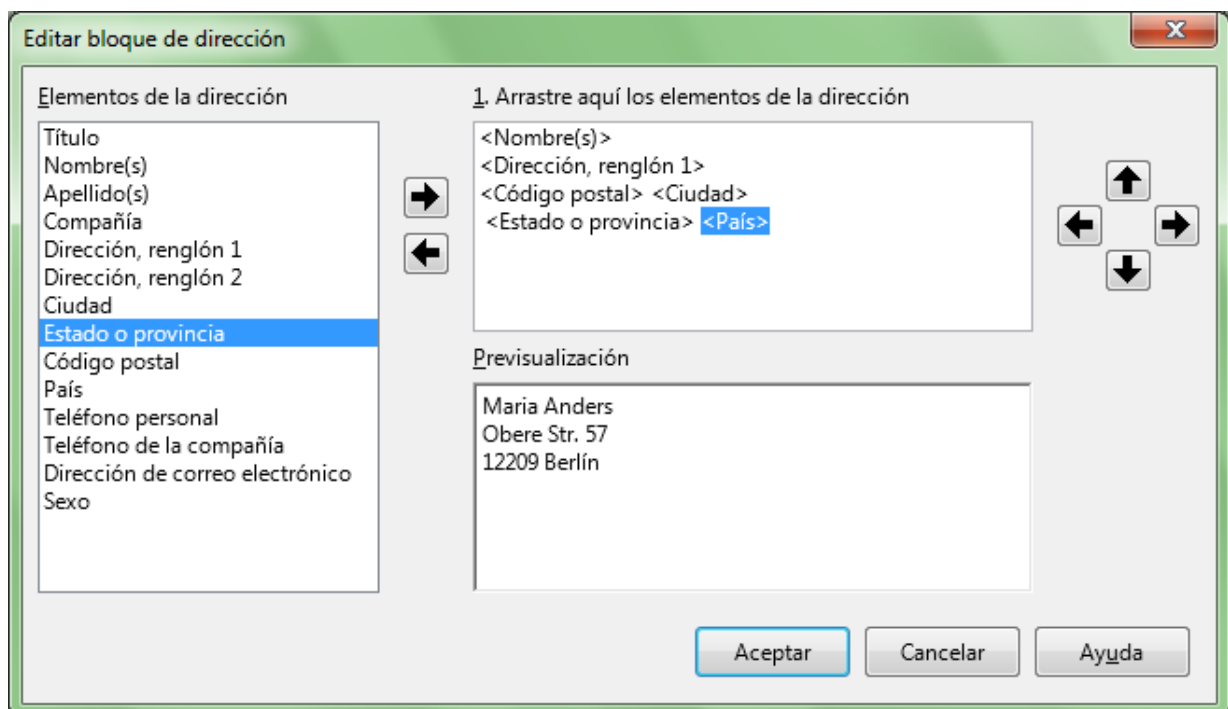 Editar bloque de dirección
Elementos de la dirección
Título
Nombre(s)
Apellido(s)
Compañía
Dirección, renglón 1
Dirección, renglón 2
Ciudad
Estado o provincia
Código postal
País
Teléfono personal
Teléfono de la compañía
Dirección de correo electrónico
Sexo
1. Arrastre aquí los elementos de la dirección
<Nombre(s)>
<Dirección, renglón 1>
<Código postal> <Ciudad>
<Estado o provincia> <País>
Previsualización
Maria Anders
Obere Str. 57
12209 Berlín
Aceptar
Cancelar
Ayuda